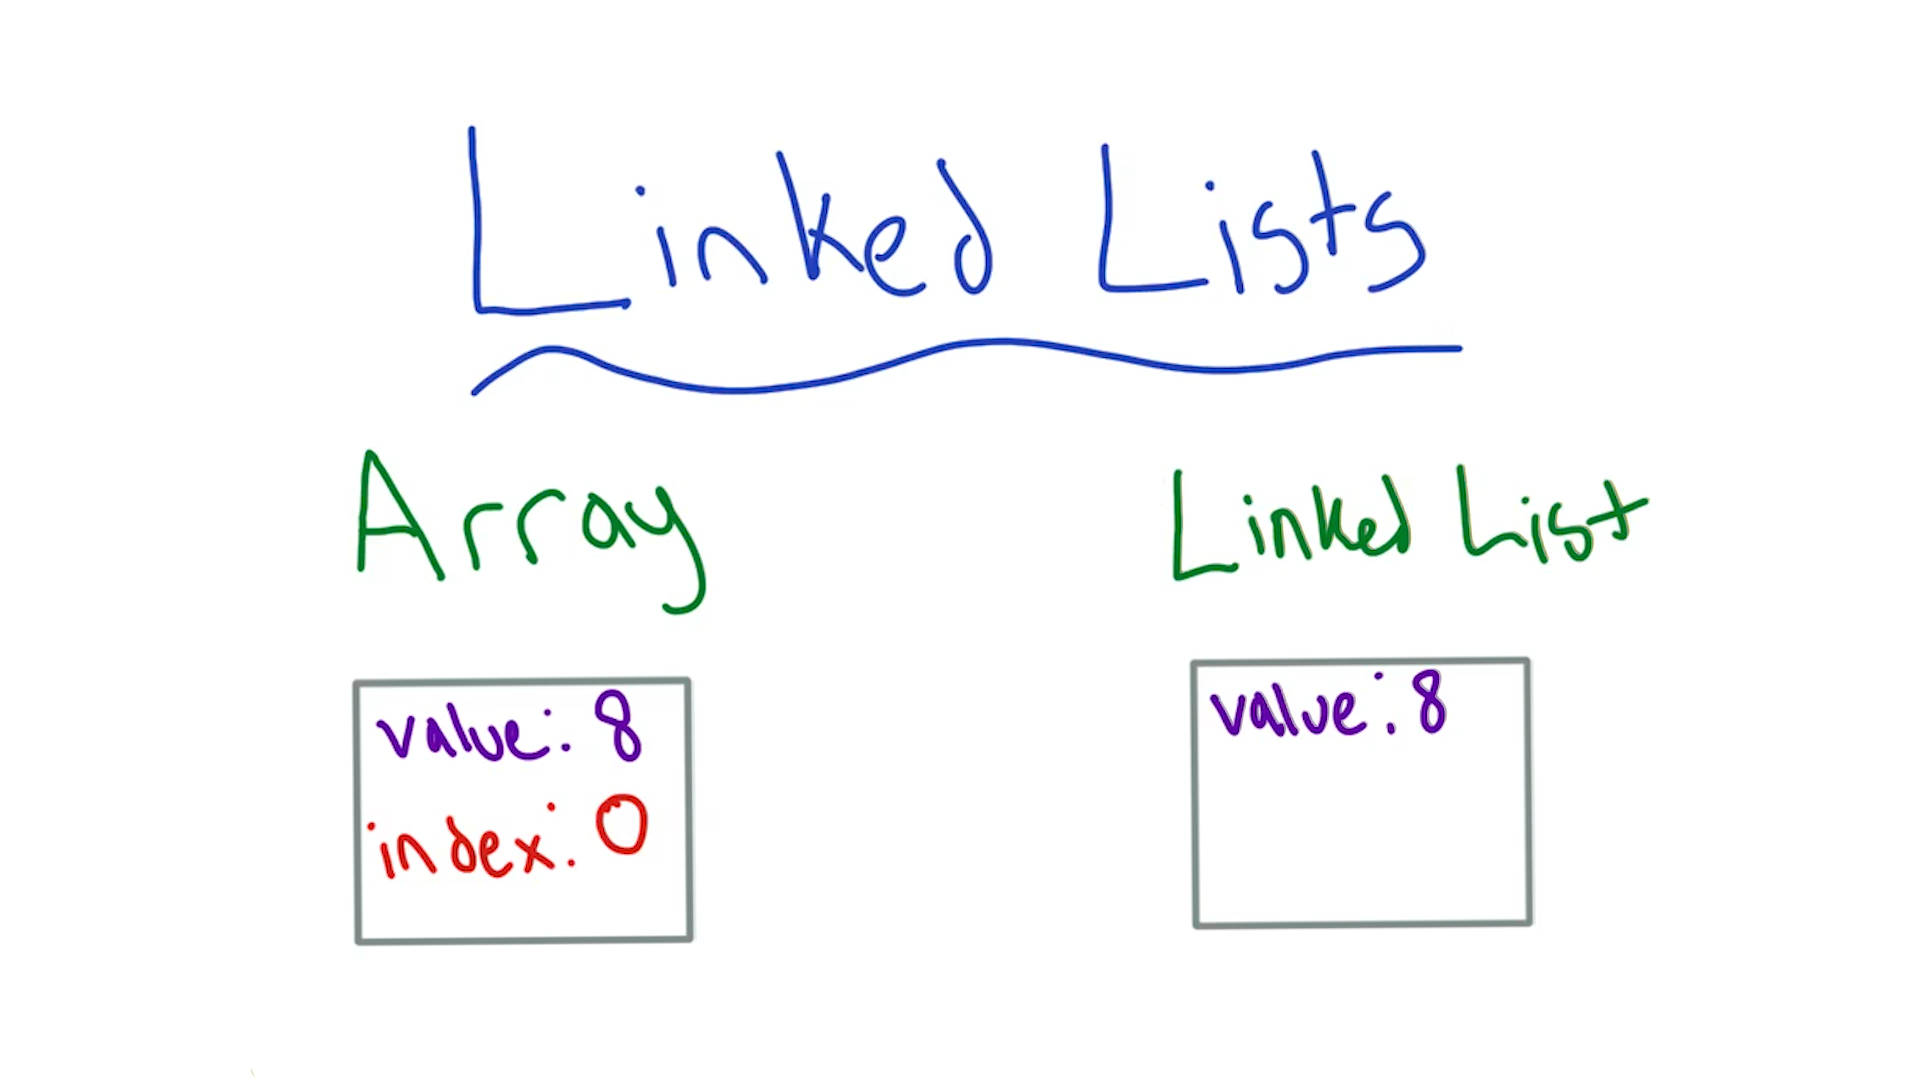 Linked Lists
Array
Linked List
value: 8
index: 0
value: 8